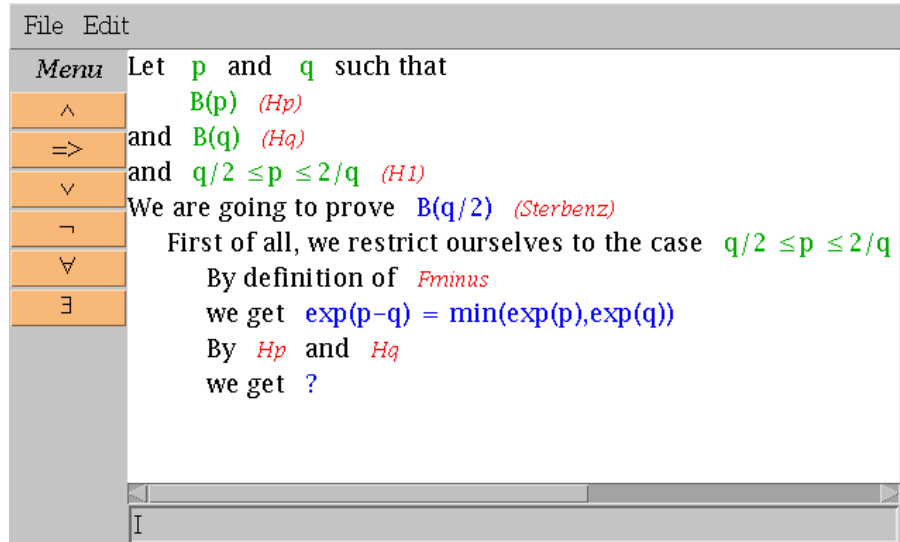 File Edit
Menu
^
=>
v
¬
∀
∃
Let p and q such that
B(p) (Hp)
and B(q) (Hq)
and q/2 ≤ p ≤ 2/q (H1)
We are going to prove B(q/2) (Sterbenz)
First of all, we restrict ourselves to the case q/2 ≤ p ≤ 2/q
By definition of Fminus
we get exp(p-q) = min(exp(p),exp(q))
By Hp and Hq
we get ?